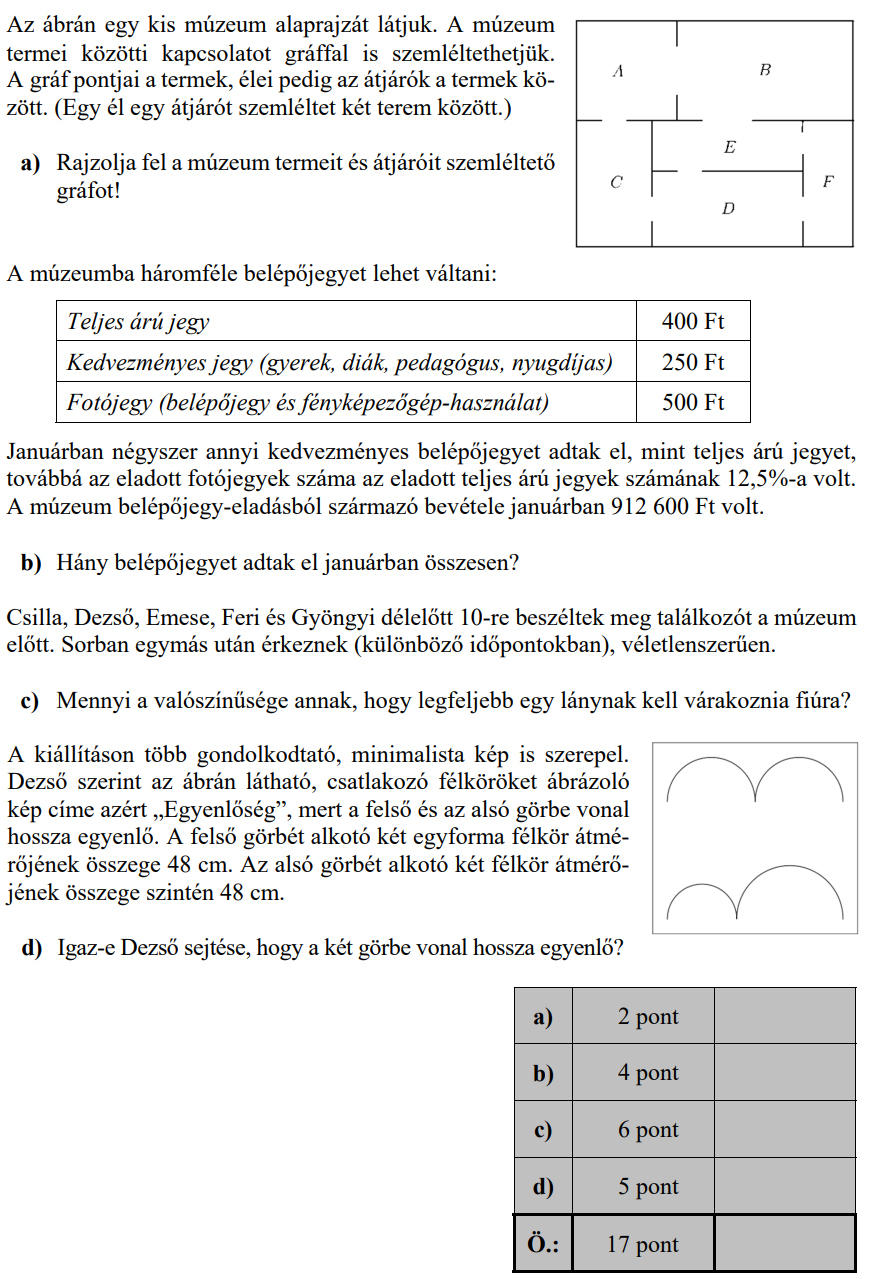 Az ábrán egy kis múzeum alaprajzát látjuk. A múzeum
termei közötti kapcsolatot gráffal is szemléltethetjük.
A gráf pontjai a termek, élei pedig az átjárók a termek kö-
zött. (Egy él egy átjárót szemléltet két terem között.)
a) Rajzolja fel a múzeum termeit és átjáróit szemléltető
gráfot!
A
B
E
C
F
D
A múzeumba háromféle belépőjegyet lehet váltani:
Teljes árú jegy 400 Ft
Kedvezményes jegy (gyerek, diák, pedagógus, nyugdíjas) 250 Ft
Fotójegy (belépőjegy és fényképezőgép-használat) 500 Ft
Januárban négyszer annyi kedvezményes belépőjegyet adtak el, mint teljes árú jegyet,
továbbá az eladott fotójegyek száma az eladott teljes árú jegyek számának 12,5%-a volt.
A múzeum belépőjegy-eladásból származó bevétele januárban 912 600 Ft volt.
b) Hány belépőjegyet adtak el januárban összesen?
Csilla, Dezső, Emese, Feri és Gyöngyi délelőtt 10-re beszéltek meg találkozót a múzeum
előtt. Sorban egymás után érkeznek (különböző időpontokban), véletlenszerűen.
c) Mennyi a valószínűsége annak, hogy legfeljebb egy lánynak kell várakoznia fiúra?
A kiállításon több gondolkodtató, minimalista kép is szerepel.
Dezső szerint az ábrán látható, csatlakozó félköröket ábrázoló
kép címe azért „Egyenlőség”, mert a felső és az alsó görbe vonal
hossza egyenlő. A felső görbét alkotó két egyforma félkör átmé-
rőjének összege 48 cm. Az alsó görbét alkotó két félkör átmérő-
jének összege szintén 48 cm.
d) Igaz-e Dezső sejtése, hogy a két görbe vonal hossza egyenlő?
a) 2 pont
b) 4 pont
c) 6 pont
d) 5 pont
Ö.: 17 pont